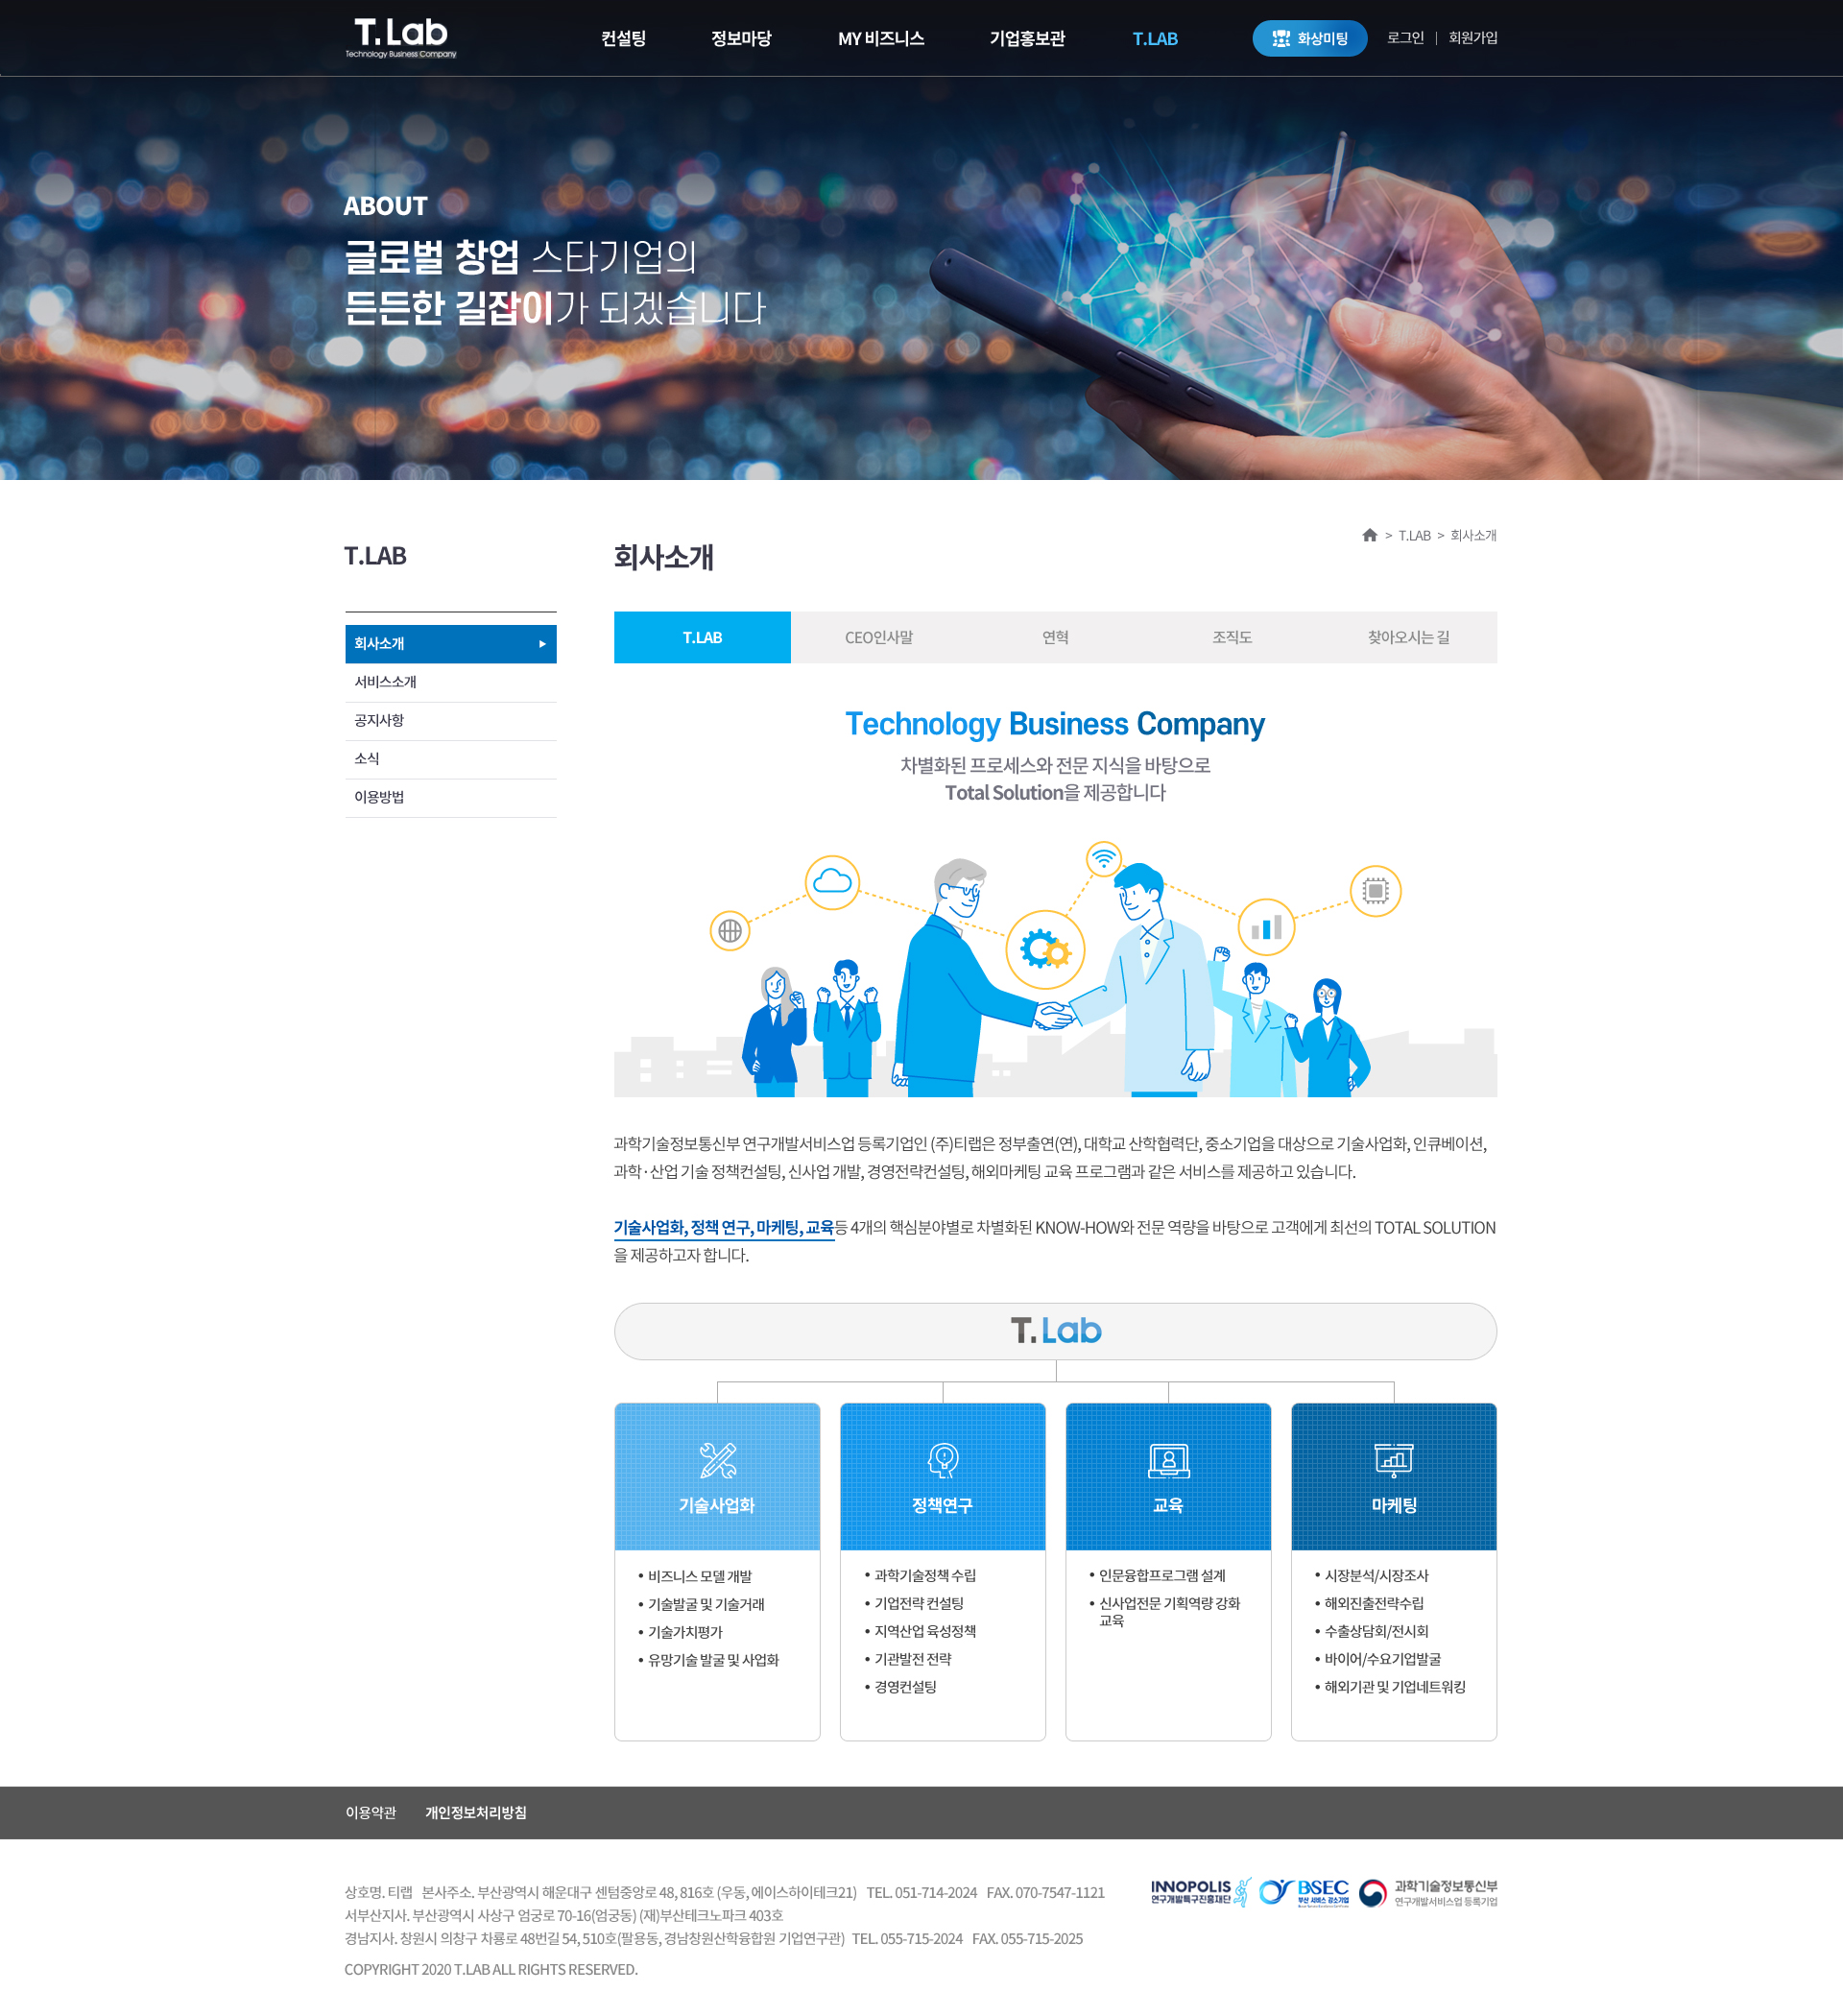 T.Lab
Technology Business Company
컨설팅
정보마당
MY 비즈니스
기업홍보관
T.LAB
화상미팅
로그인
회원가입
ABOUT
글로벌 창업 스타기업의
든든한 길잡이가 되겠습니다
> T.LAB > 회사소개
T.LAB
회사소개
회사소개
서비스소개
공지사항
소식
이용방법
T.LAB
CEO인사말
연혁
조직도
찾아오시는 길
Technology Business Company
차별화된 프로세스와 전문 지식을 바탕으로
Total Solution을 제공합니다
과학기술정보통신부 연구개발서비스업 등록기업인 (주)티랩은 정부출연(연), 대학교 산학협력단, 중소기업을 대상으로 기술사업화, 인큐베이션,
과학·산업 기술 정책컨설팅, 신사업 개발, 경영전략컨설팅, 해외마케팅 교육 프로그램과 같은 서비스를 제공하고 있습니다.
기술사업화, 정책 연구, 마케팅, 교육등 4개의 핵심분야별로 차별화된 KNOW-HOW와 전문 역량을 바탕으로 고객에게 최선의 TOTAL SOLUTION
을 제공하고자 합니다.
T.Lab
기술사업화
• 비즈니스 모델 개발
• 기술발굴 및 기술거래
• 기술가치평가
• 유망기술 발굴 및 사업화
정책연구
• 과학기술정책 수립
• 기업전략 컨설팅
• 지역산업 육성정책
• 기관발전 전략
• 경영컨설팅
교육
• 인문융합프로그램 설계
• 신사업전문 기획역량 강화
교육
마케팅
• 시장분석/시장조사
• 해외진출전략수립
• 수출상담회/전시회
• 바이어/수요기업발굴
• 해외기관 및 기업네트워킹
이용약관
개인정보처리방침
상호명. 티랩 본사주소. 부산광역시 해운대구 센텀중앙로 48, 816호 (우동, 에이스하이테크21) TEL. 051-714-2024 FAX. 070-7547-1121
서부산지사. 부산광역시 사상구 엄궁로 70-16(엄궁동) (재)부산테크노파크 403호
경남지사. 창원시 의창구 차룡로 48번길 54, 510호(팔용동, 경남창원산학융합원 기업연구관) TEL. 055-715-2024 FAX. 055-715-2025
COPYRIGHT 2020 T.LAB ALL RIGHTS RESERVED.
INNOPOLIS
연구개발특구진흥재단
BSEC
부산 서비스 강소기업
과학기술정보통신부
연구개발서비스업 등록기업